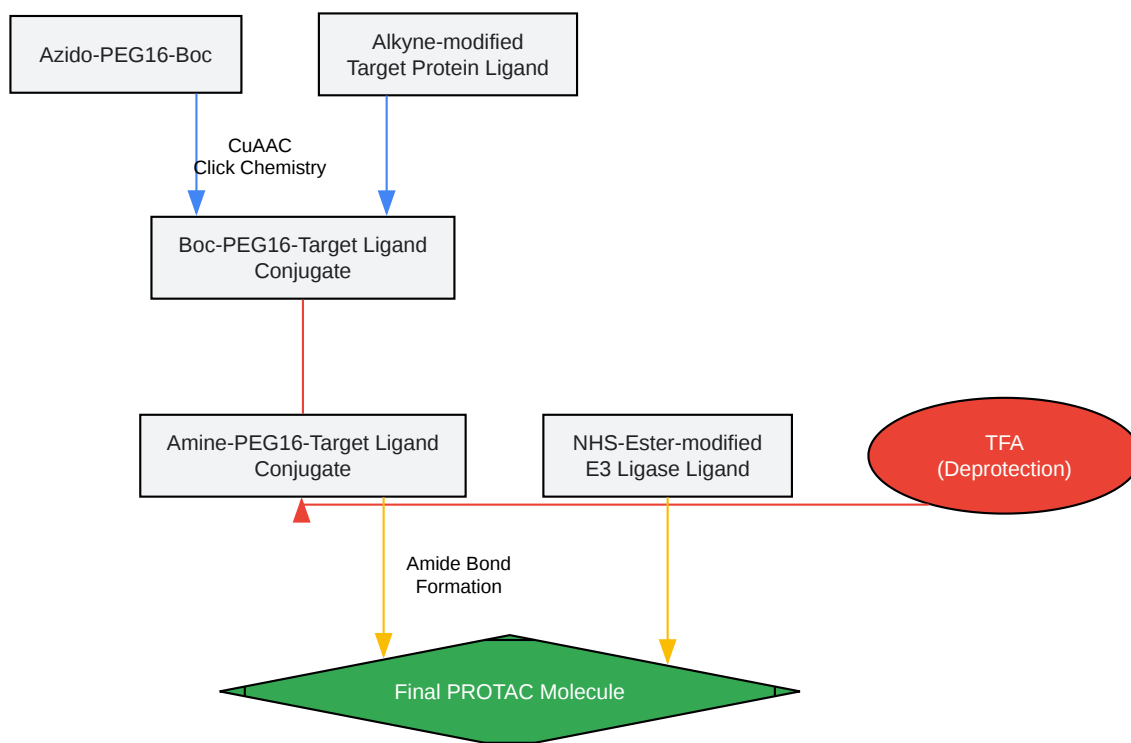 Azido-PEG16-Boc
Alkyne-modified
Target Protein Ligand
CuAAC
Click Chemistry
Boc-PEG16-Target Ligand
Conjugate
Amine-PEG16-Target Ligand
Conjugate
NHS-Ester-modified
E3 Ligase Ligand
TFA
(Deprotection)
Amide Bond
Formation
Final PROTAC Molecule